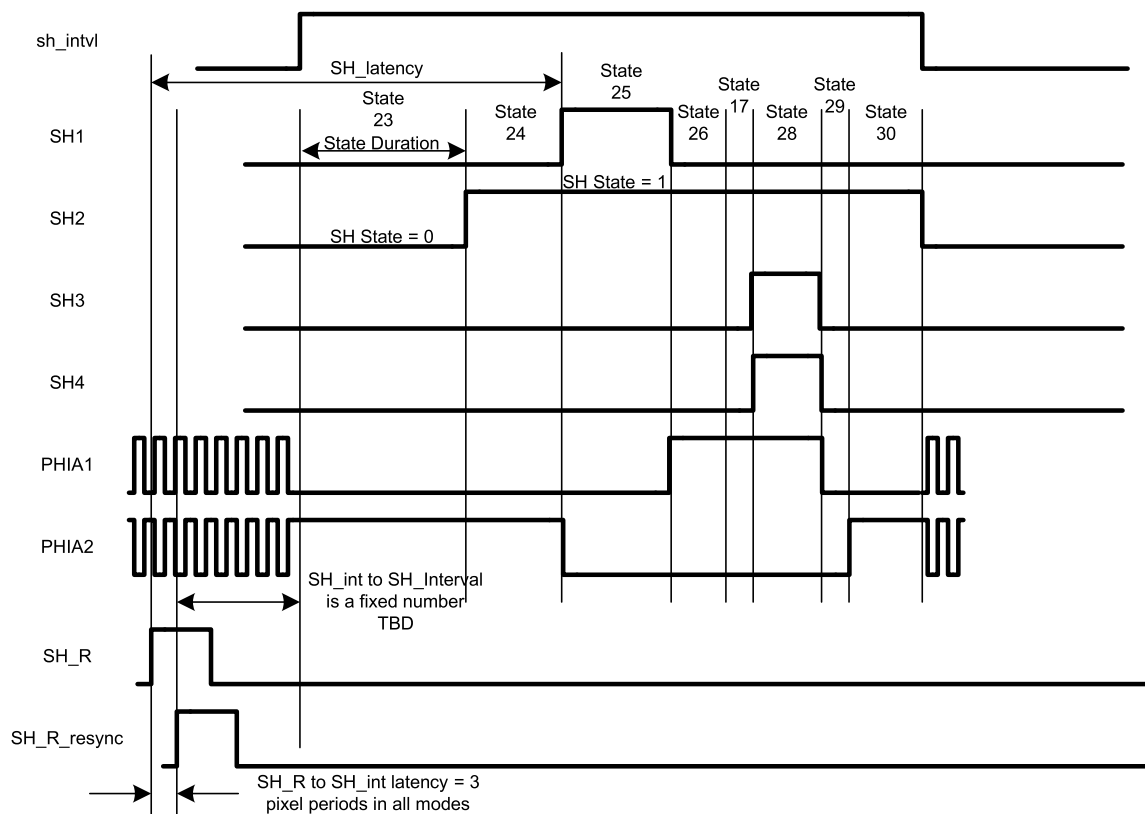 sh_intvl
SH_latency
State
23
State
24
State
25
State
26
State
17
State
28
State
29
State
30
SH1
State Duration
SH State = 1
SH2
SH State = 0
SH3
SH4
PHIA1
PHIA2
SH_int to SH_Interval
is a fixed number
TBD
SH_R
SH_R_resync
SH_R to SH_int latency = 3
pixel periods in all modes